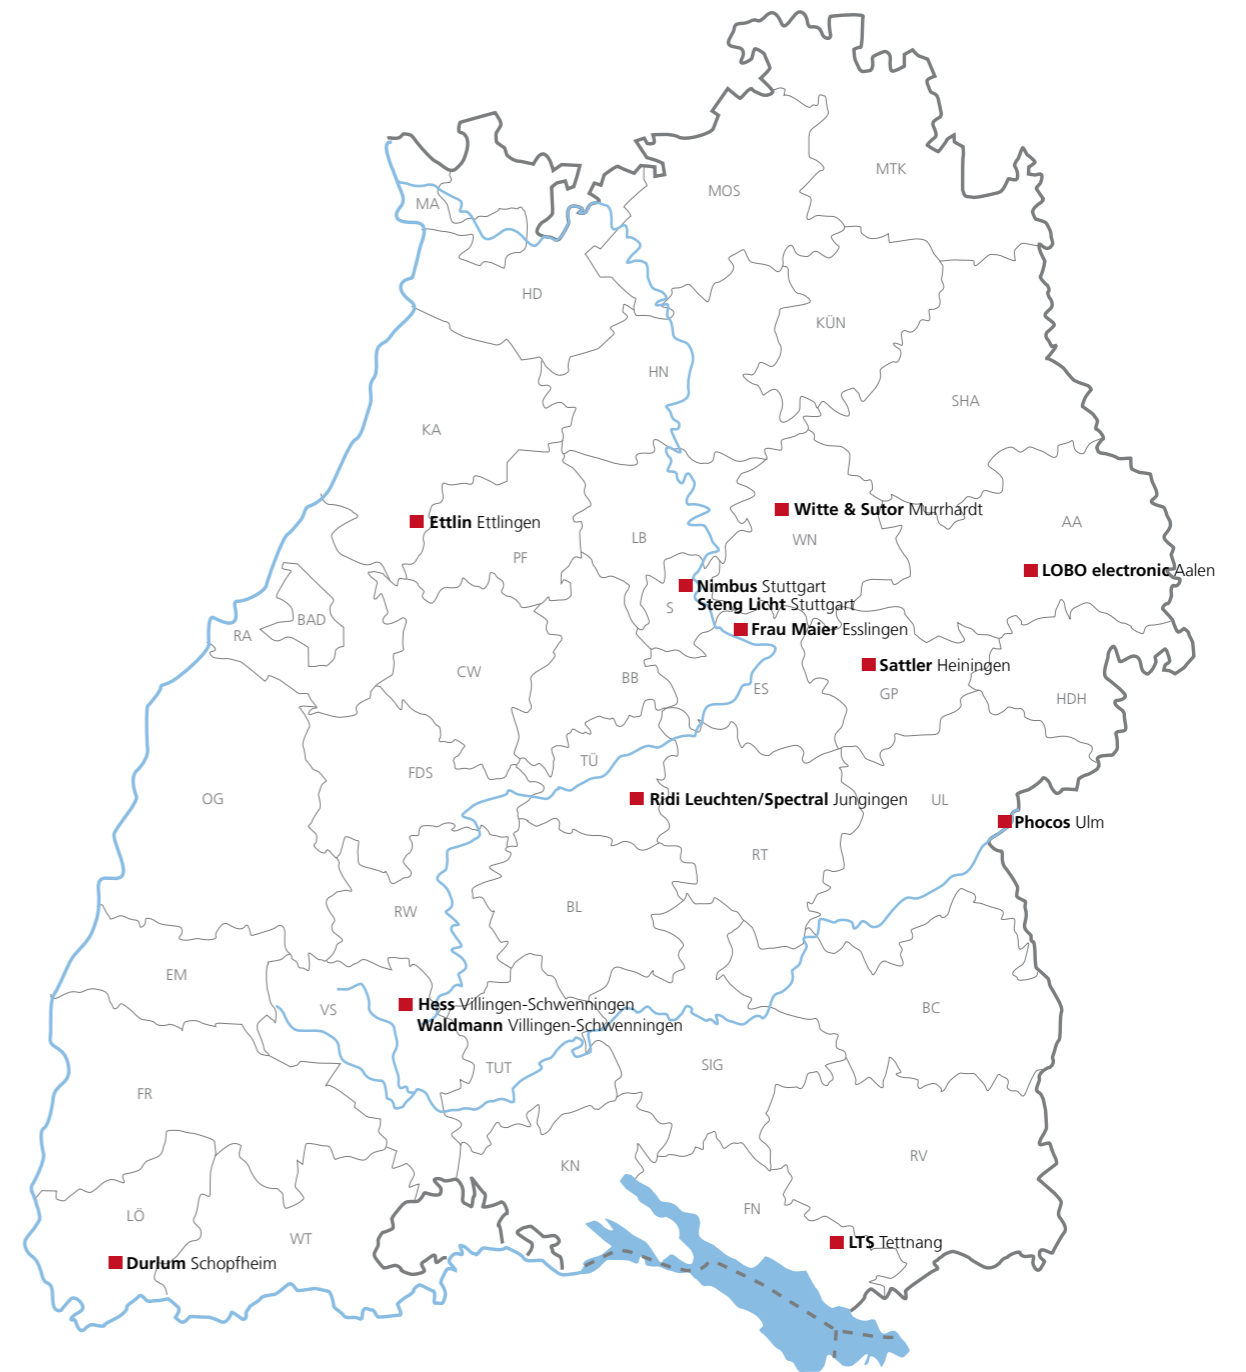 MTK
MOS
MA
HD
KÜN
HN
SHA
KA
Witte & Sutor Murrhardt
Ettlin Ettlingen
AA
LB
WN
PF
LOBO electronic Aalen
Nimbus Stuttgart
S
Steng Licht Stuttgart
BAD
Frau Maier Esslingen
RA
Sattler Heiningen
CW
BB
ES
GP
HDH
TÜ
FDS
OG
Ridi Leuchten/Spectral Jungingen
UL
Phocos Ulm
RT
RW
BL
EM
Hess Villingen-Schwenningen
VS
BC
Waldmann Villingen-Schwenningen
TUT
SIG
FR
RV
KN
FN
LÖ
WT
LTS Tettnang
Durlum Schopfheim